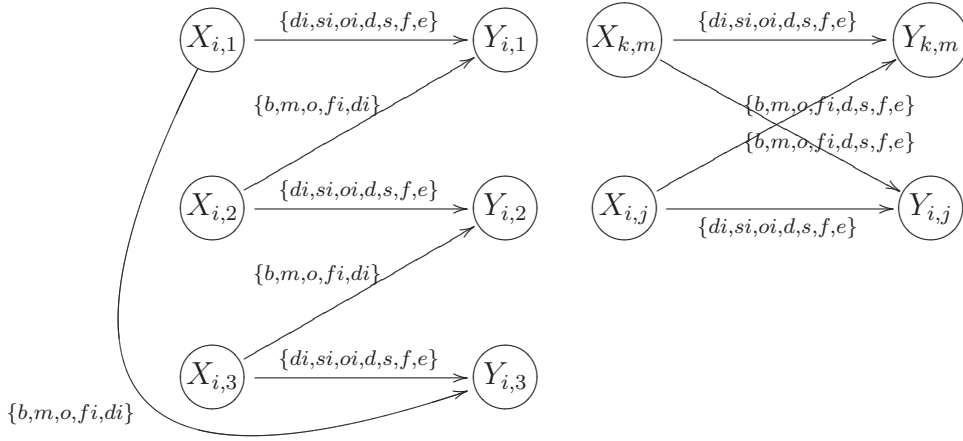 X_{i,1} {di,si,oi,d,s,f,e} Y_{i,1} X_{k,m} {di,si,oi,d,s,f,e} Y_{k,m}
{b,m,o,fi,di} {b,m,o,fi,d,s,f,e}
{b,m,o,fi,d,s,f,e}
X_{i,2} {di,si,oi,d,s,f,e} Y_{i,2} X_{i,j} {di,si,oi,d,s,f,e} Y_{i,j}
{b,m,o,fi,di}
X_{i,3} {di,si,oi,d,s,f,e} Y_{i,3}
{b,m,o,fi,di}